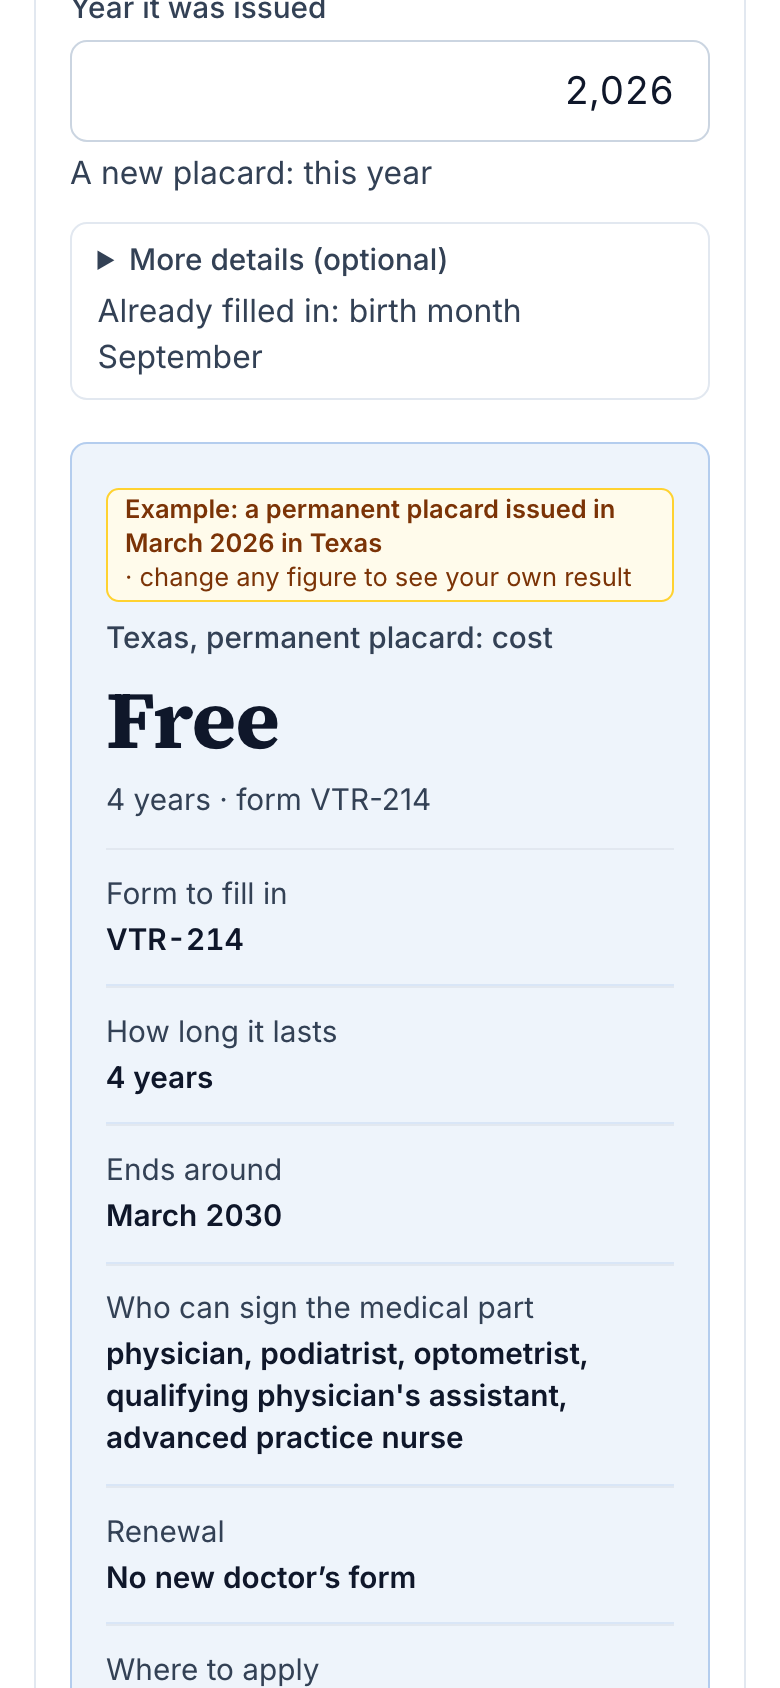 Year it was issued
2,026
A new placard: this year
▶ More details (optional)
Already filled in: birth month
September
Example: a permanent placard issued in
March 2026 in Texas
· change any figure to see your own result
Texas, permanent placard: cost
Free
4 years · form VTR-214
Form to fill in
VTR-214
How long it lasts
4 years
Ends around
March 2030
Who can sign the medical part
physician, podiatrist, optometrist,
qualifying physician's assistant,
advanced practice nurse
Renewal
No new doctor’s form
Where to apply